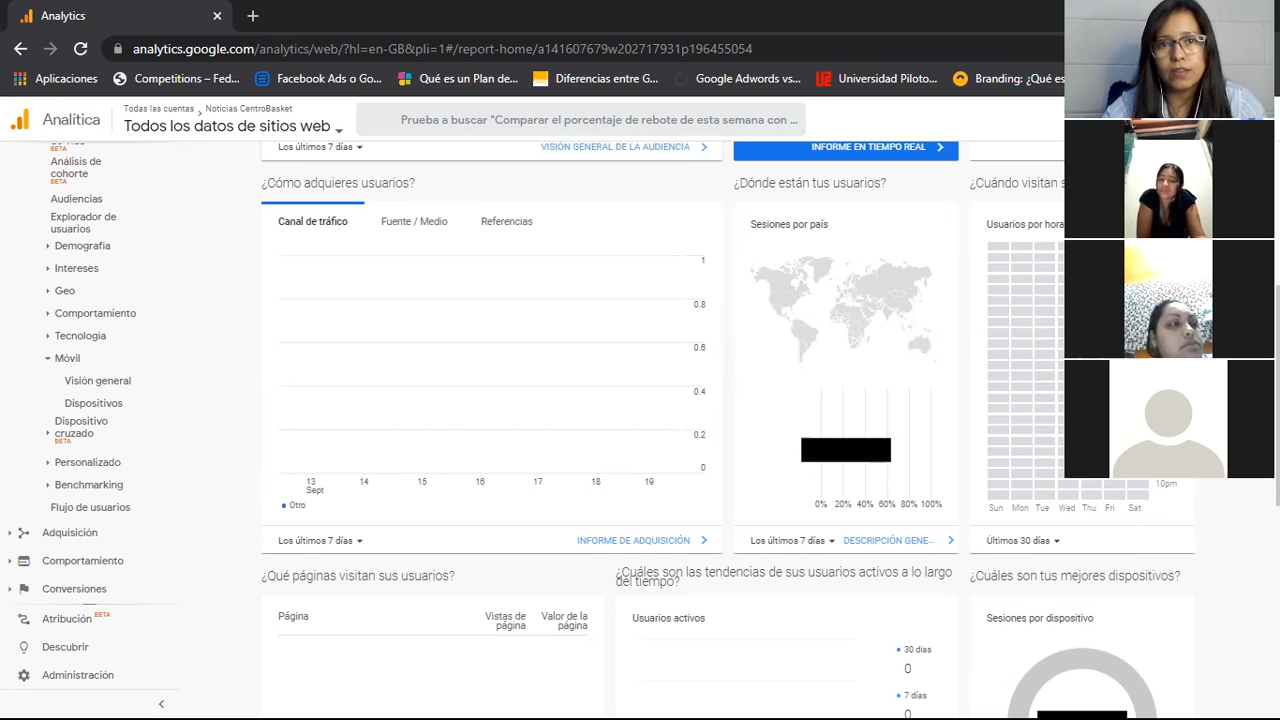 Analytics
analytics.google.com/analytics/web/?hl=en-GB&pli=1#/report-home/a141607679w202717931p196455054
Aplicaciones
Competitions – Fed...
Facebook Ads o Go...
Qué es un Plan de...
Diferencias entre G...
Google Adwords vs...
Universidad Piloto...
Branding: ¿Qué es
Analítica
Todas las cuentas > Noticias CentroBasket
Todos los datos de sitios web
Prueba a buscar "Comparar el porcentaje de rebote de esta semana con ...
BETA
Análisis de
cohorte
BETA
Audiencias
Explorador de
usuarios
Demografía
Intereses
Geo
Comportamiento
Tecnología
Móvil
Visión general
Dispositivos
Dispositivo
cruzado
BETA
Personalizado
Benchmarking
Flujo de usuarios
Adquisición
Comportamiento
Conversiones
Atribución BETA
Descubrir
Administración
Los últimos 7 días
VISIÓN GENERAL DE LA AUDIENCIA
INFORME EN TIEMPO REAL
¿Cómo adquieres usuarios?
Canal de tráfico
Fuente / Medio
Referencias
1
0.8
0.6
0.4
0.2
0
13
Sept
14
15
16
17
18
19
Otro
Los últimos 7 días
INFORME DE ADQUISICIÓN
¿Dónde están tus usuarios?
Sesiones por país
0% 20% 40% 60% 80% 100%
Los últimos 7 días
DESCRIPCIÓN GENE...
¿Cuándo visitan s
Usuarios por hora
10pm
Sun Mon Tue Wed Thu Fri Sat
Últimos 30 días
¿Qué páginas visitan sus usuarios?
Página
Vistas de
página
Valor de la
página
¿Cuáles son las tendencias de sus usuarios activos a lo largo
del tiempo?
Usuarios activos
30 días
0
7 días
0
¿Cuáles son tus mejores dispositivos?
Sesiones por dispositivo